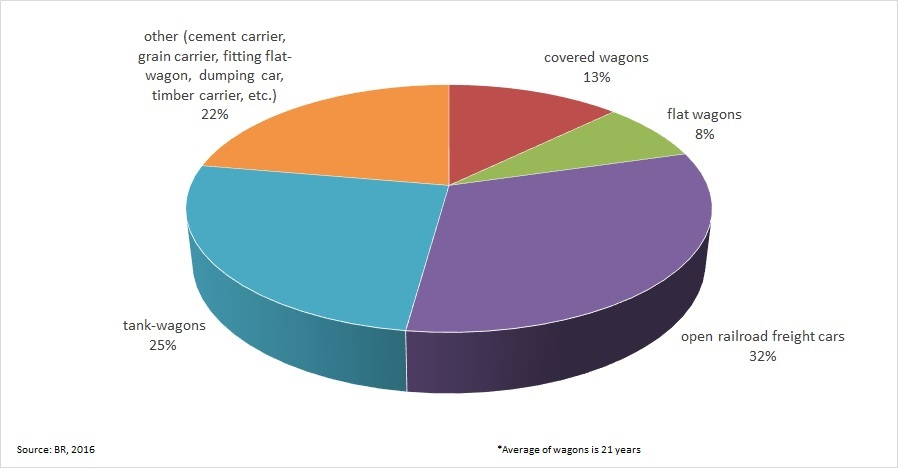 other (cement carrier,
grain carrier, fitting flat-
wagon, dumping car,
timber carrier, etc.)
22%
covered wagons
13%
flat wagons
8%
tank-wagons
25%
open railroad freight cars
32%
Source: BR, 2016
*Average of wagons is 21 years